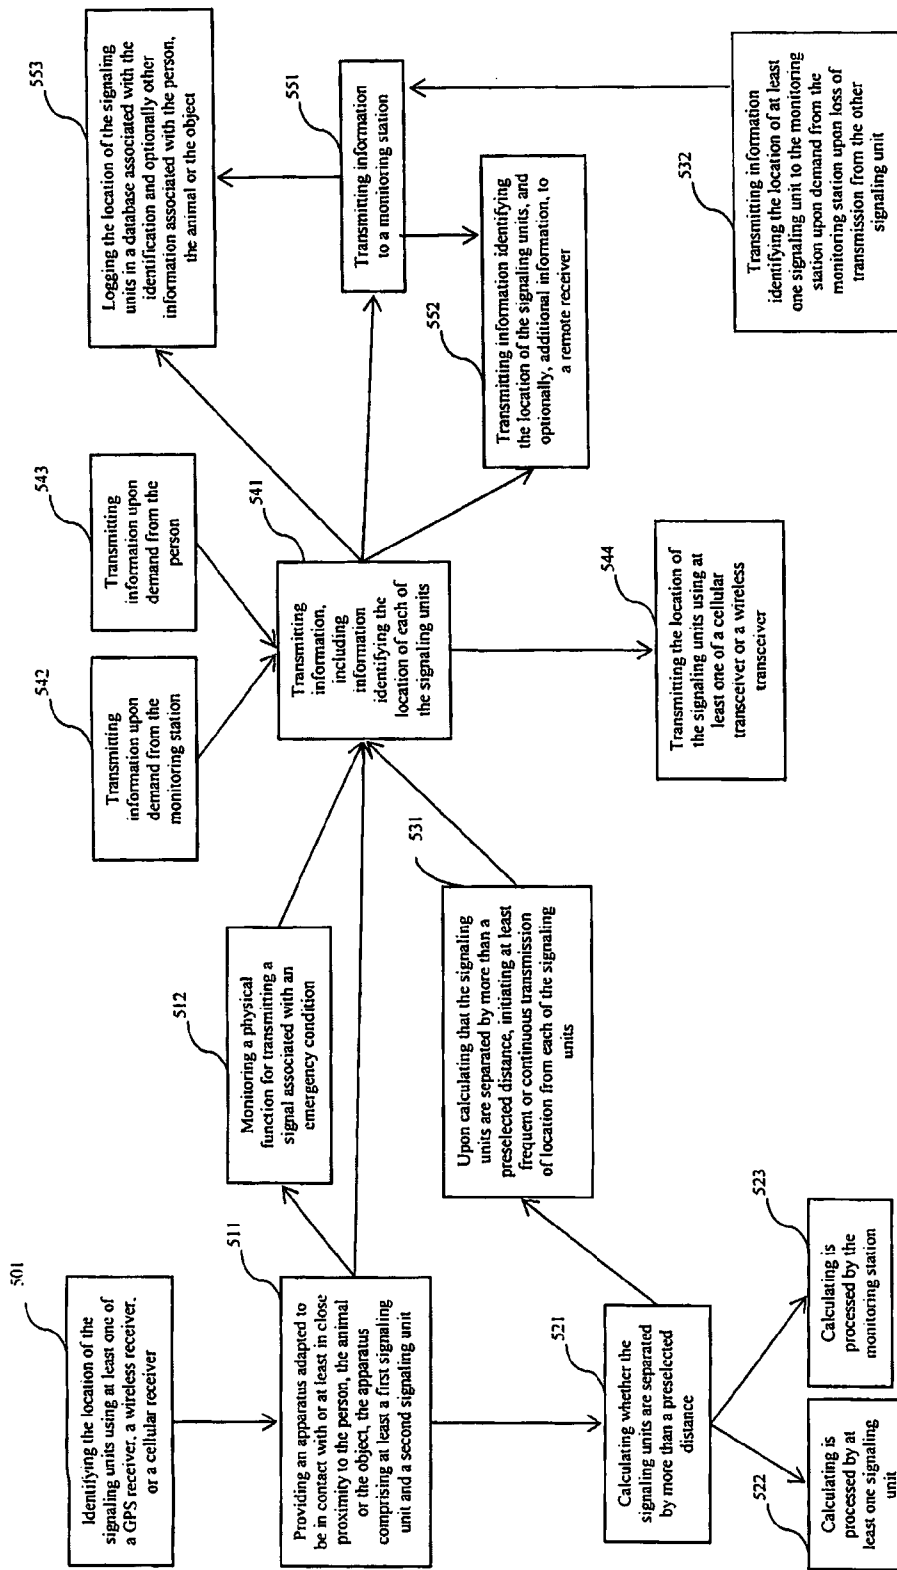 501
Identifying the location of the
signaling units using at least one of
a GPS receiver, a wireless receiver.
or a cellular receiver
511
Providing an apparatus adapted to
be in contact with or at least in close
proximity to the person, the animal
or the object, the apparatus
comprising at least a first signaling
unit and a second signaling unit
521
Calculating whether the
signaling units are separated
by more than a preselected
distance
522
Calculating is
processed by at
least one signaling
unit
523
Calculating is
processed by the
monitoring station
512
Monitoring a physical
function for transmitting a
signal associated with an
emergency condition
531
Upon calculating that the signaling
units are separated by more than a
preselected distance, initiating at least
frequent or continuous transmission
of location from each of the signaling
units
542
Transmitting
information upon
demand from the
monitoring station
543
Transmitting
information upon
demand from the
person
541
Transmitting
information,
including
information
identifying the
location of each of
the signaling units
544
Transmitting the location of
the signaling units using at
least one of a cellular
transceiver or a wireless
transceiver
553
Logging the location of the signaling
units in a database associated with the
identification and optionally other
information associated with the person,
the animal or the object
551
Transmitting information
to a monitoring station
552
Transmitting information identifying
the location of the signaling units, and
optionally, additional information, to
a remote receiver
532
Transmitting information
identifying the location of at least
one signaling unit to the monitoring
station upon demand from the
monitoring station upon loss of
transmission from the other
signaling unit